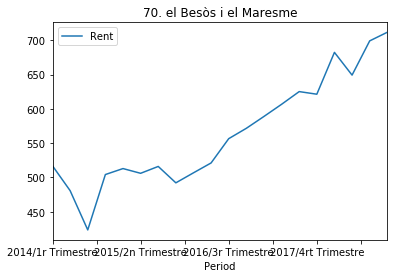 70. el Besòs i el Maresme
Rent
700
650
600
550
500
450
2014/1r Trimestre 2015/2n Trimestre 2016/3r Trimestre 2017/4rt Trimestre
Period